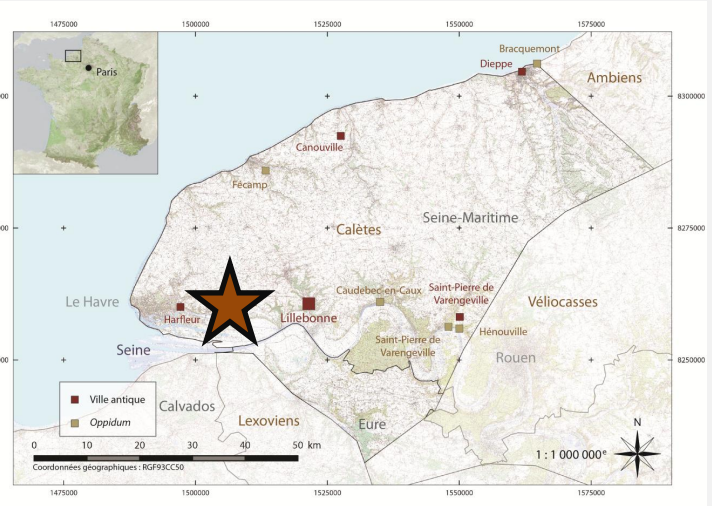 1475000
1500000
1525000
1550000
1575000
Paris
Bracquemont
Dieppe
Ambiens
8300000
Canouville
Fécamp
Seine-Maritime
Calètes
8275000
Le Havre
Harfleur
Lillebonne
Caudebec-en-Caux
Saint-Pierre de
Varengeville
Véliocasses
Hénouville
Saint-Pierre de
Varengeville
Seine
Rouen
8250000
Ville antique
Oppidum
Calvados
Lexoviens
Eure
N
0 10 20 30 40 50 km
1 : 1 000 000e
Coordonnées géographiques : RGF93CC50
1475000
1500000
1525000
1550000
1575000